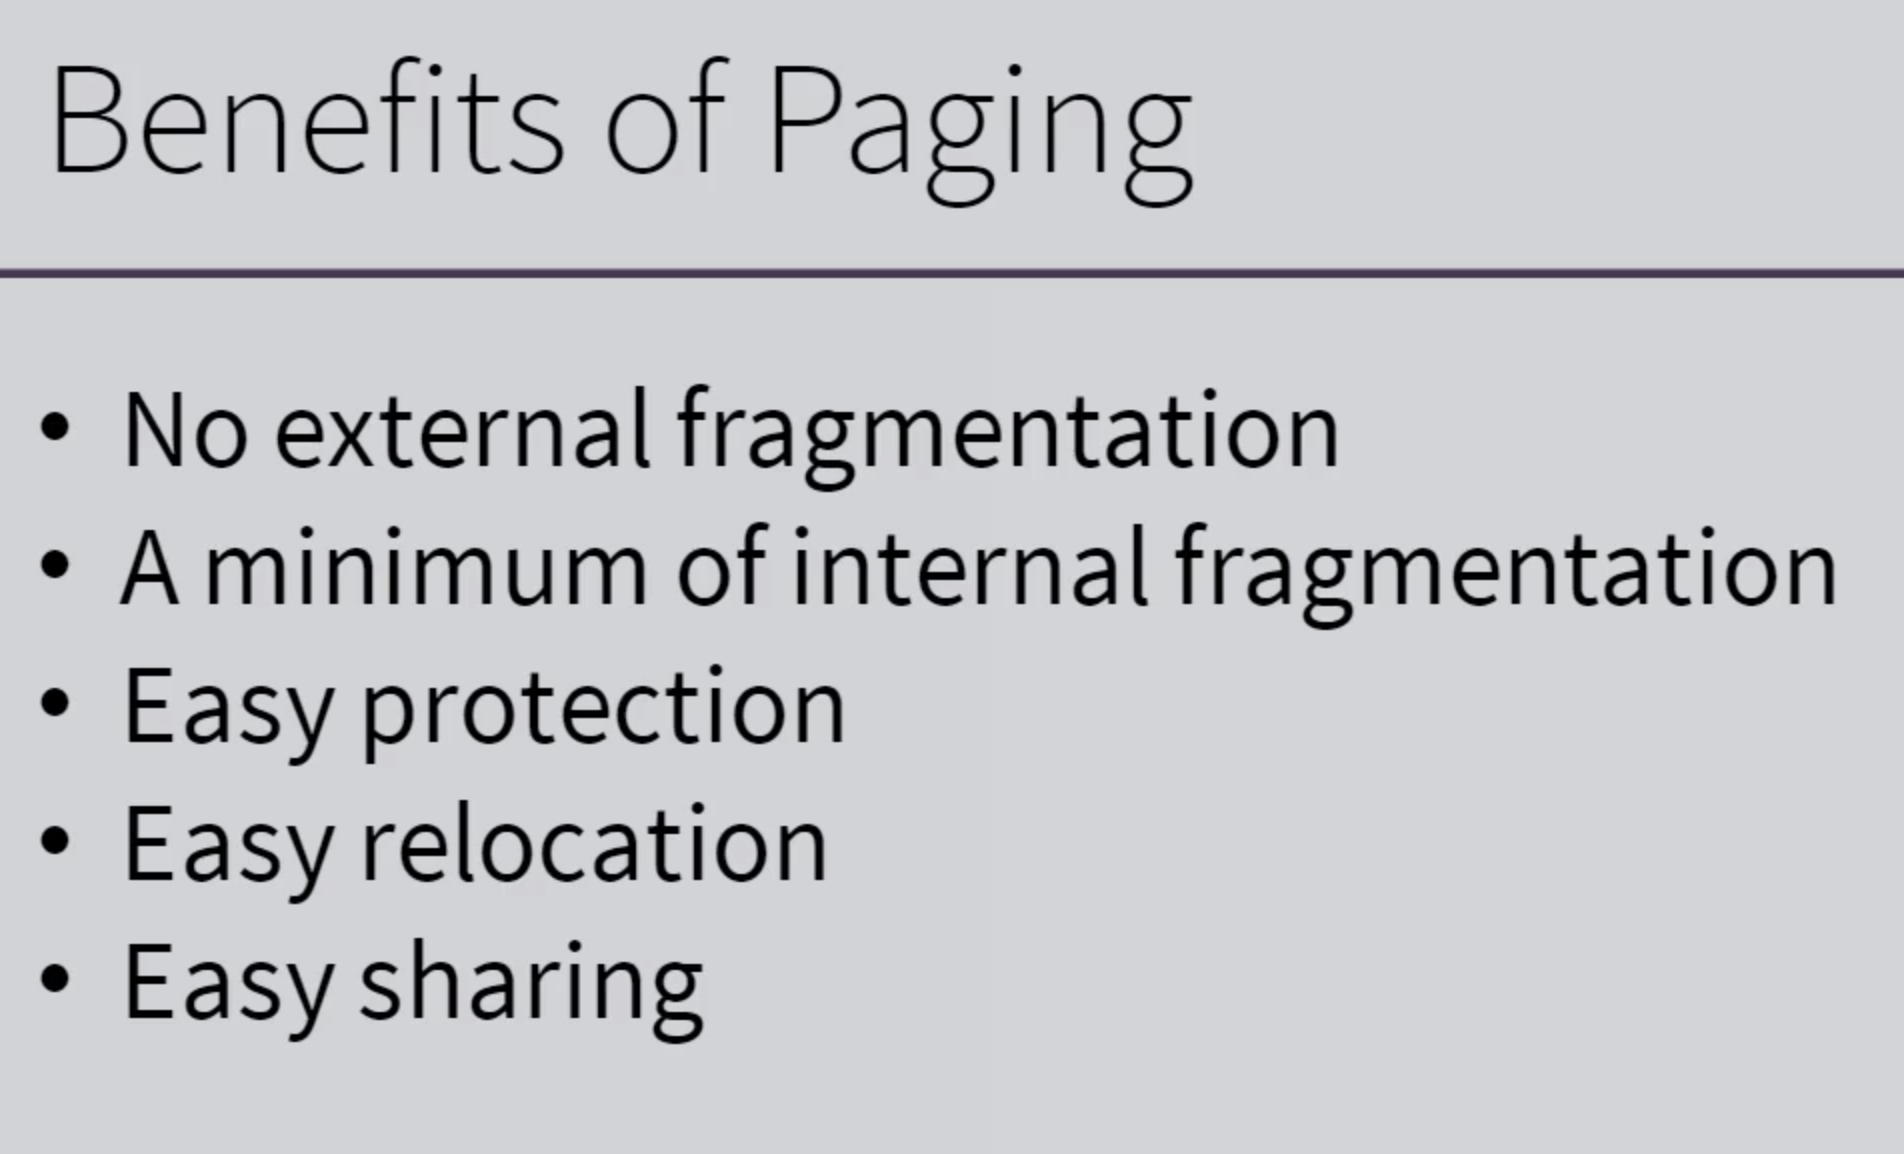 Benefits of Paging
• No external fragmentation
• A minimum of internal fragmentation
• Easy protection
• Easy relocation
• Easy sharing